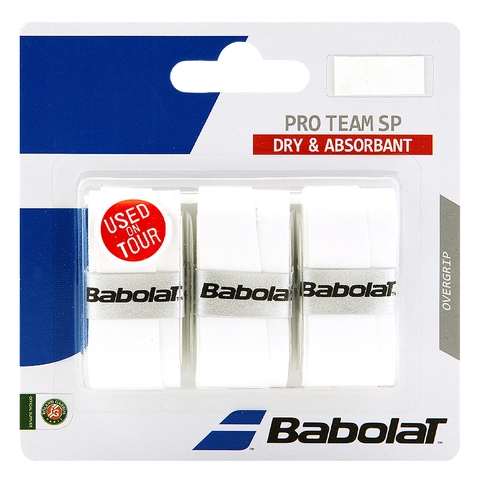 PRO TEAM SP
DRY & ABSORBANT
USED
ON
TOUR
BabolaT
BabolaT
BabolaT
OVERGRIP
BabolaT